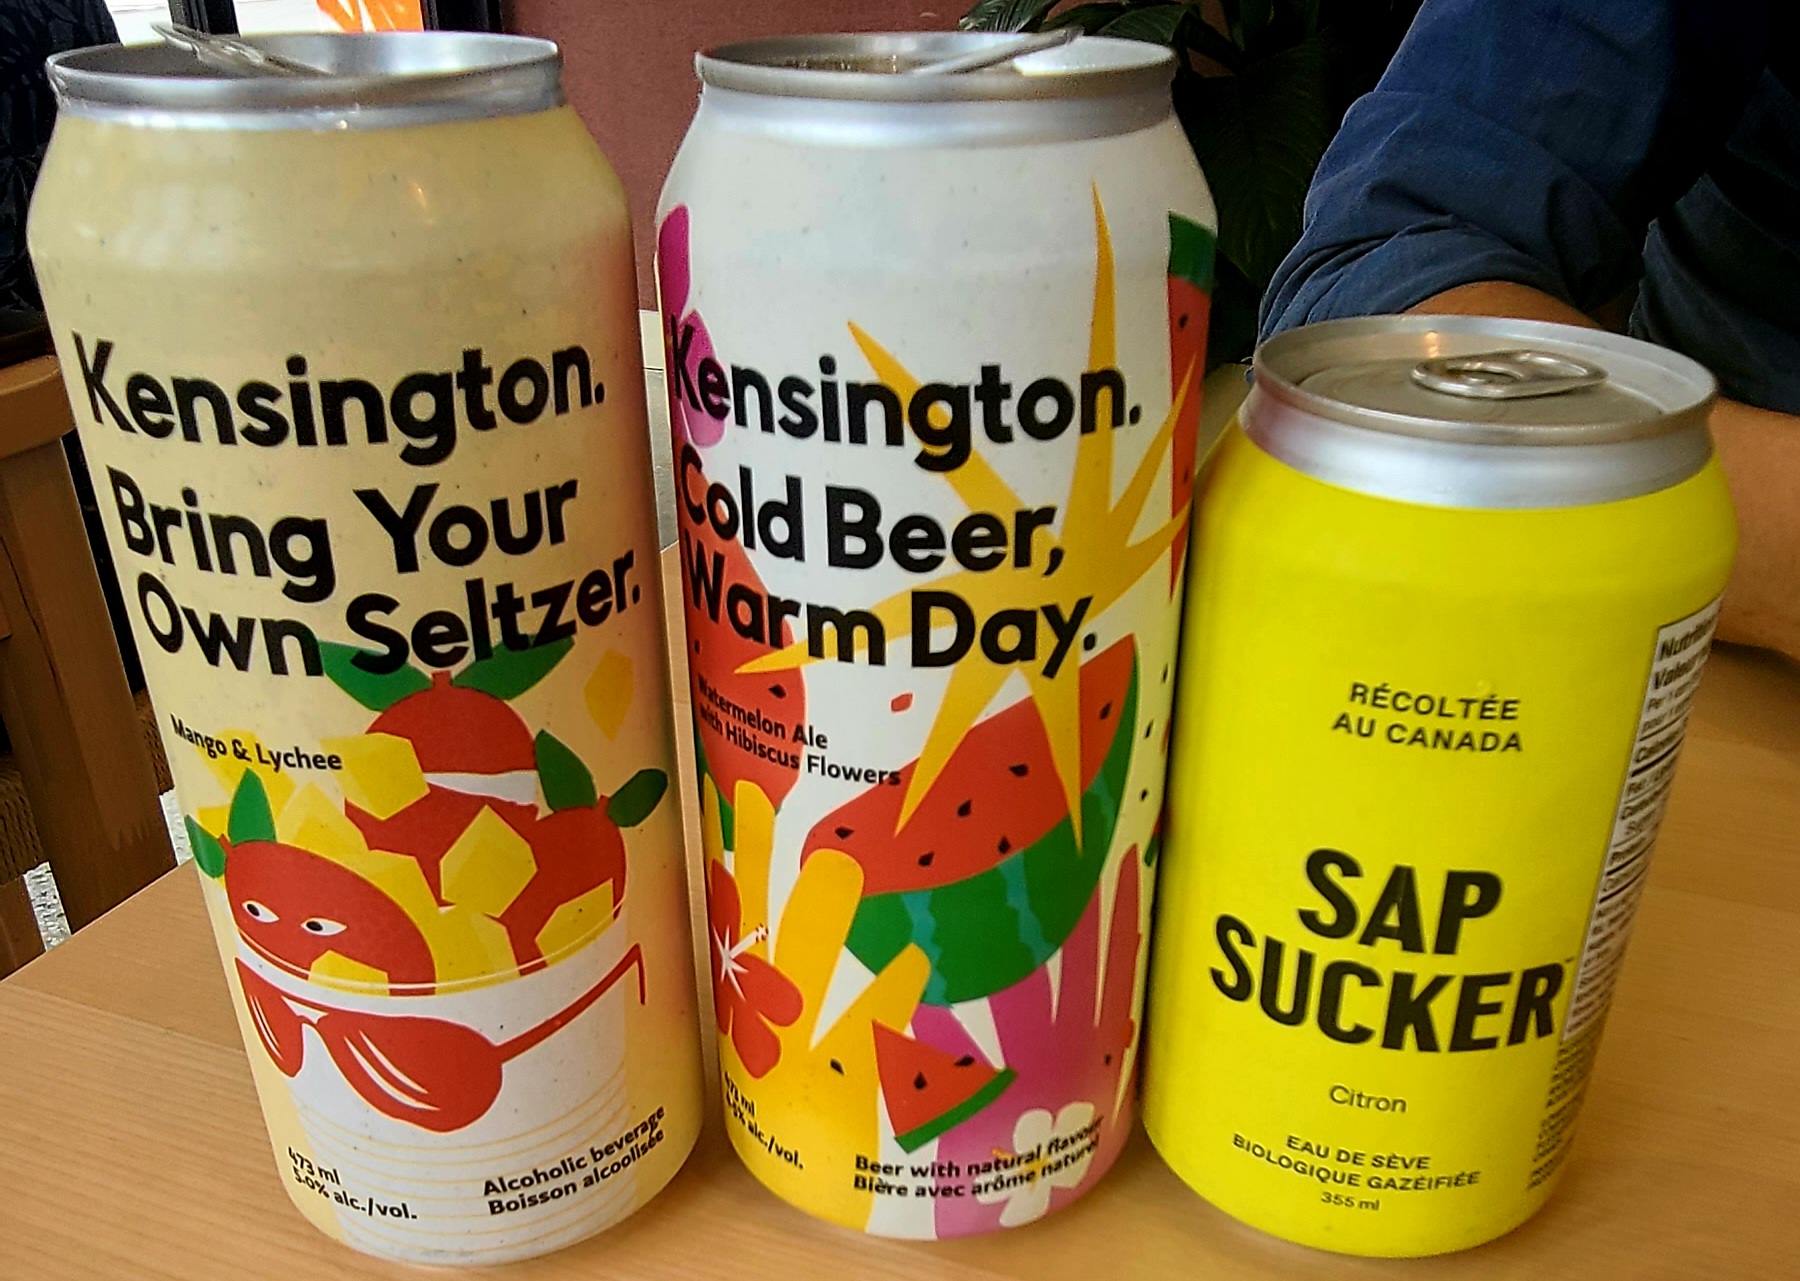 Kensington.
Bring Your
Own Seltzer.
Mango & Lychee
473 ml
5.0% alc./vol.
Alcoholic beverage
Boisson alcoolisée
Kensington.
Cold Beer,
Warm Day.
Watermelon Ale
with Hibiscus Flowers
473 ml
alc./vol.
Beer with natural flavour
Bière avec arôme naturel
RÉCOLTÉE
AU CANADA
SAP
SUCKER
Citron
EAU DE SÈVE
BIOLOGIQUE GAZÉIFIÉE
355 ml